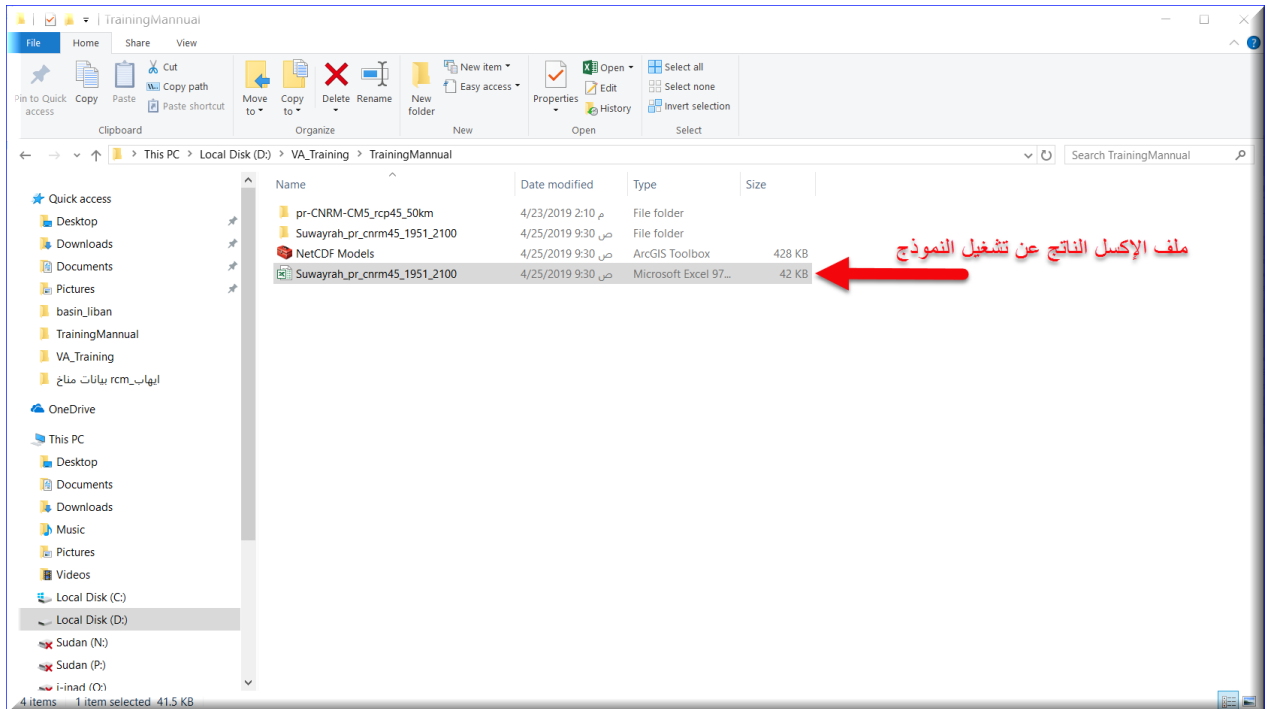 TrainingMannual
File Home Share View
Pin to Quick access
Copy
Paste
Cut
Copy path
Paste shortcut
Move to
Copy to
Delete
Rename
New folder
New item
Easy access
Properties
Open
Edit
History
Select all
Select none
Invert selection
Clipboard Organize New Open Select
This PC > Local Disk (D:) > VA_Training > TrainingMannual
Search TrainingMannual
Name Date modified Type Size
pr-CNRM-CM5_rcp45_50km 4/23/2019 2:10 م File folder
Suwayrah_pr_cnrm45_1951_2100 4/25/2019 9:30 ص File folder
NetCDF Models 4/25/2019 9:30 ص ArcGIS Toolbox 428 KB
Suwayrah_pr_cnrm45_1951_2100 4/25/2019 9:30 ص Microsoft Excel 97... 42 KB
ملف الإكسل الناتج عن تشغيل النموذج
Quick access
Desktop
Downloads
Documents
Pictures
basin_liban
TrainingMannual
VA_Training
ايهاب_rcm بيانات مناخ
OneDrive
This PC
Desktop
Documents
Downloads
Music
Pictures
Videos
Local Disk (C:)
Local Disk (D:)
Sudan (N:)
Sudan (P:)
i-inad (O:)
4 items 1 item selected 41.5 KB